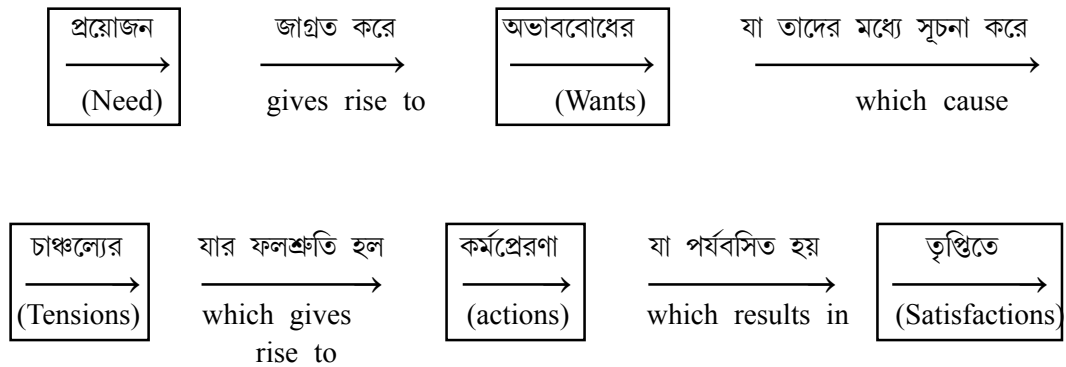 প্রয়োজন জাগ্রত করে অভাববোধের যা তাদের মধ্যে সূচনা করে
(Need) gives rise to (Wants) which cause
চাঞ্চল্যের যার ফলশ্রুতি হল কর্মপ্রেরণা যা পর্যবসিত হয় তৃপ্তিতে
(Tensions) which gives (actions) which results in (Satisfactions)
rise to